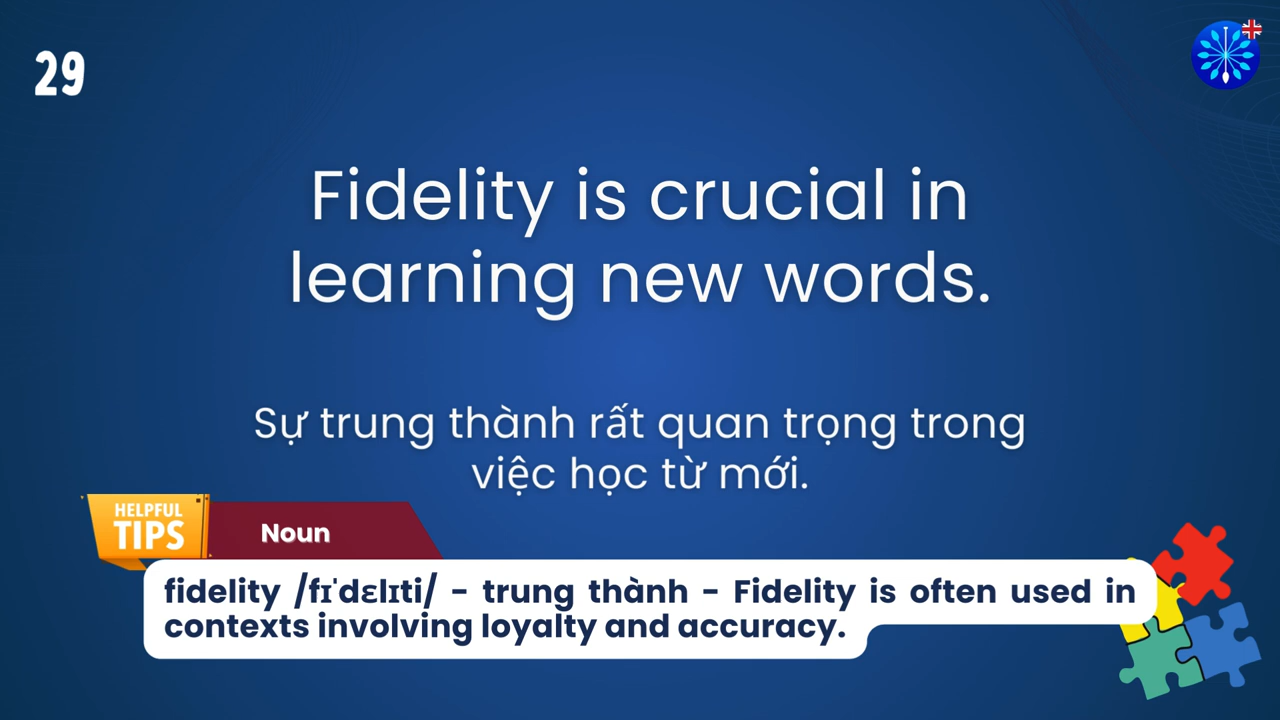 29
Fidelity is crucial in
learning new words.
Sự trung thành rất quan trọng trong
việc học từ mới.
HELPFUL
TIPS
Noun
fidelity /fɪˈdɛlɪti/ - trung thành - Fidelity is often used in
contexts involving loyalty and accuracy.